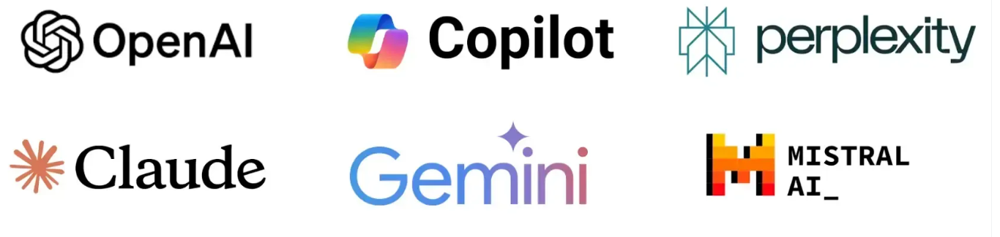 OpenAI
Copilot
perplexity
Claude
Gemini
MISTRAL
AI_